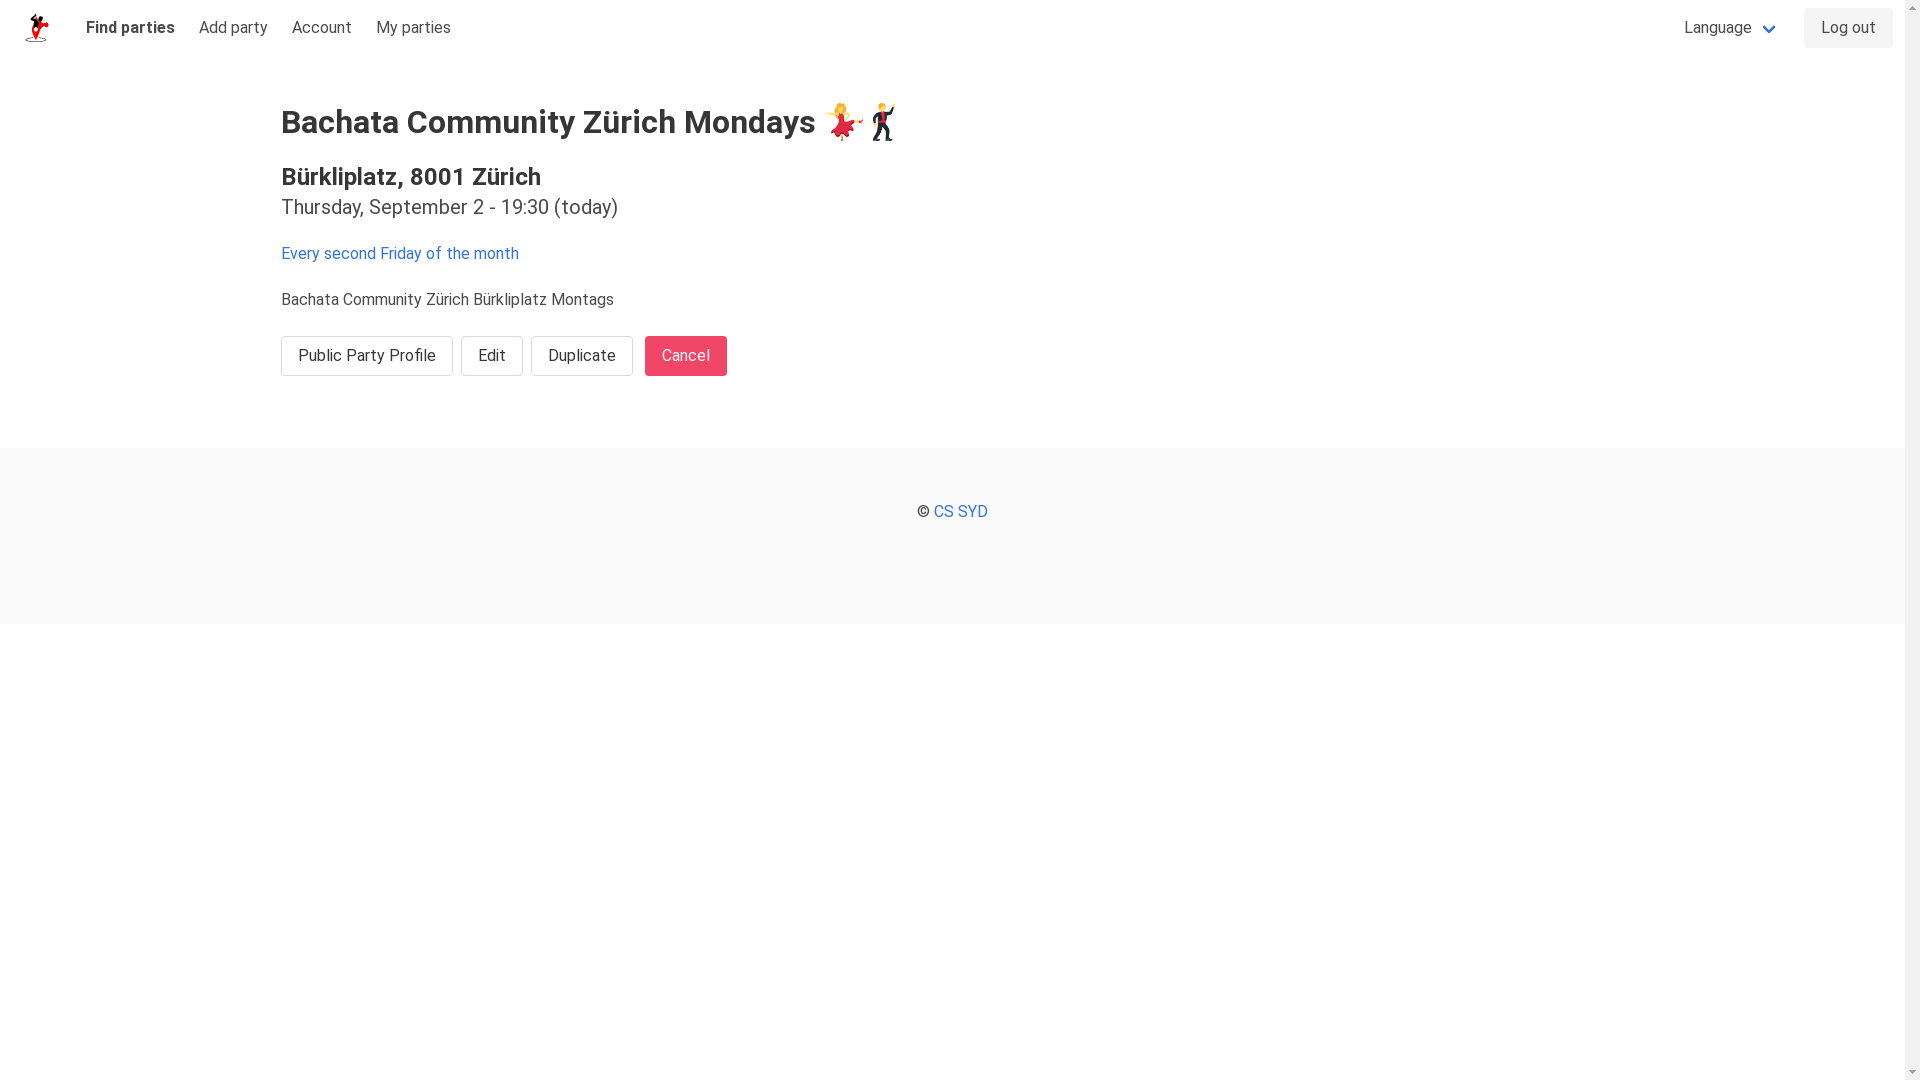 Find parties
Add party
Account
My parties
Language
Log out
Bachata Community Zürich Mondays 💃🕺
Bürkliplatz, 8001 Zürich
Thursday, September 2 - 19:30 (today)
Every second Friday of the month
Bachata Community Zürich Bürkliplatz Montags
Public Party Profile
Edit
Duplicate
Cancel
© CS SYD